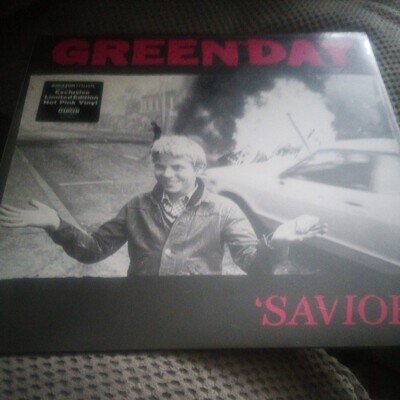 GREEN DAY
Exclusive
Limited Edition
Hot Pink Vinyl
'SAVIOR